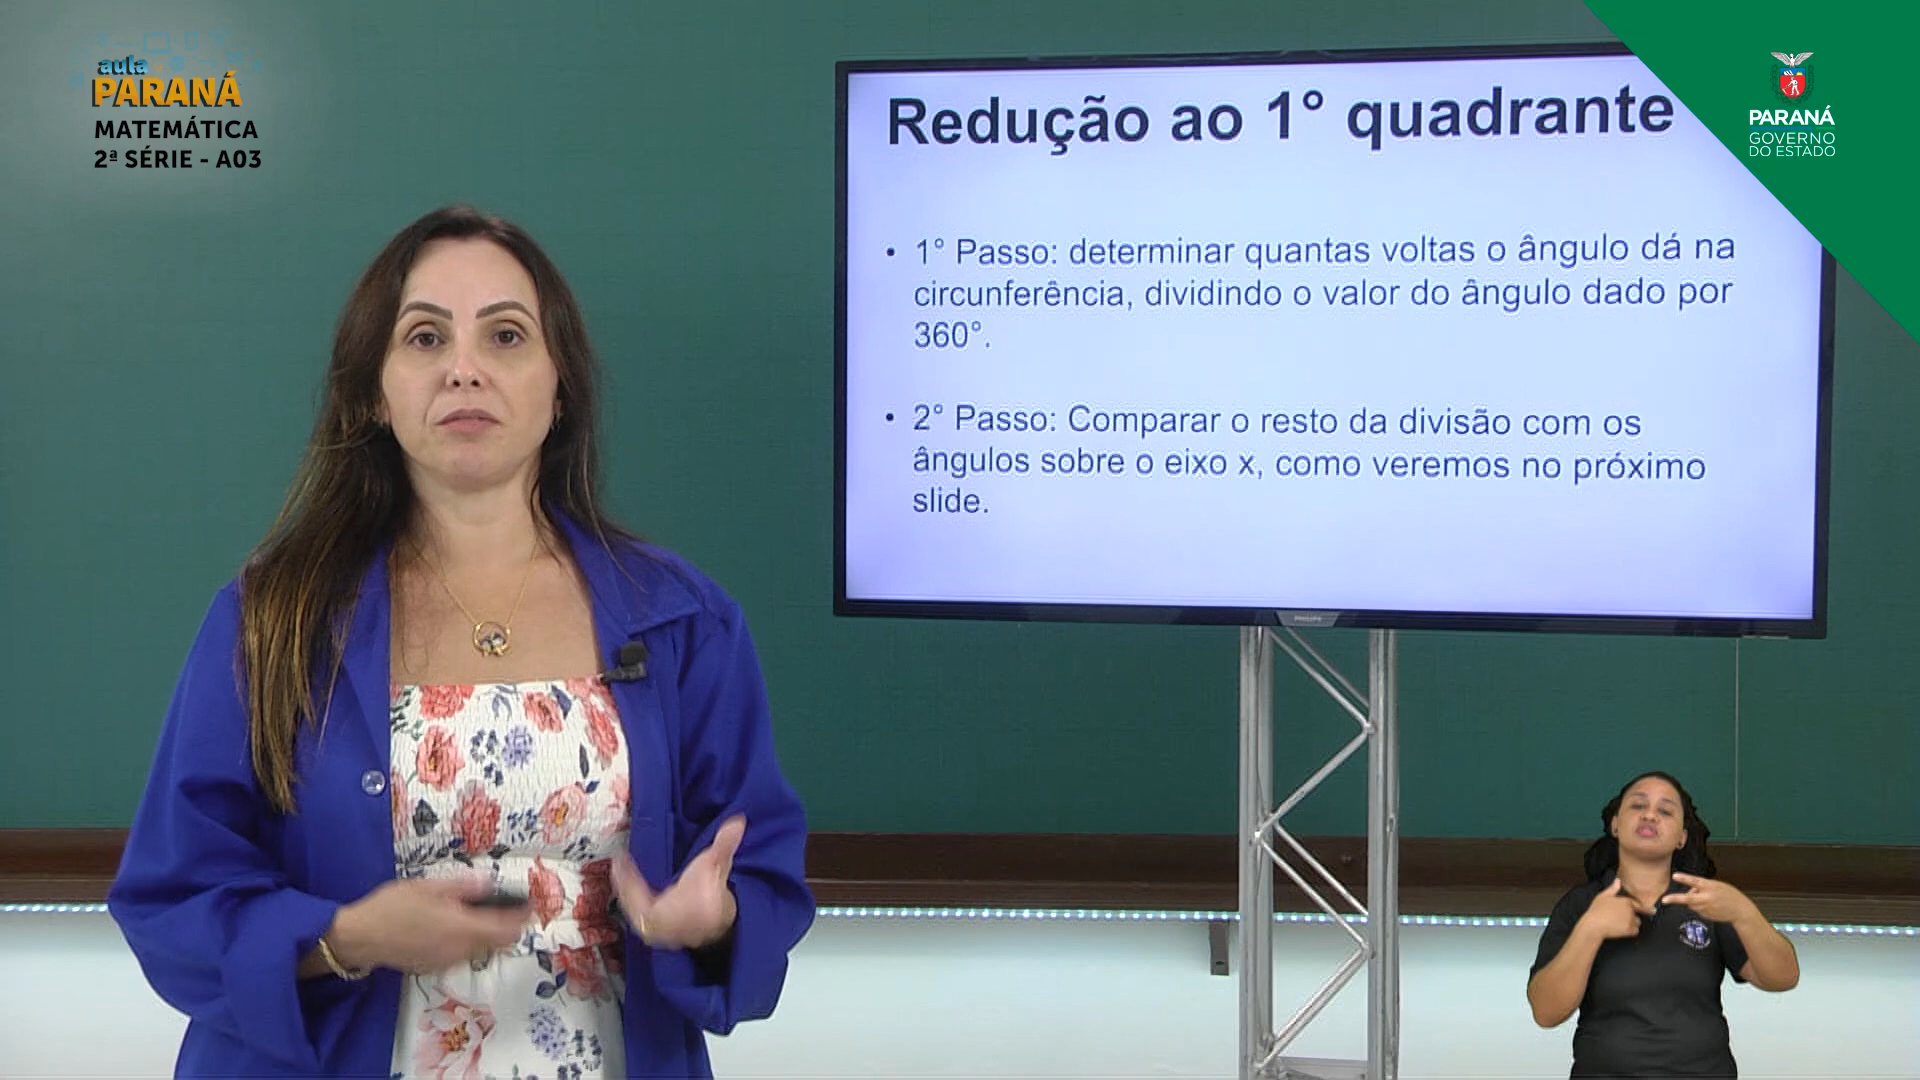 aula
PARANÁ
MATEMÁTICA
2ª SÉRIE - A03
Redução ao 1° quadrante
PARANÁ
GOVERNO
DO ESTADO
• 1° Passo: determinar quantas voltas o ângulo dá na
circunferência, dividindo o valor do ângulo dado por
360°.
• 2° Passo: Comparar o resto da divisão com os
ângulos sobre o eixo x, como veremos no próximo
slide.
PHILIPS